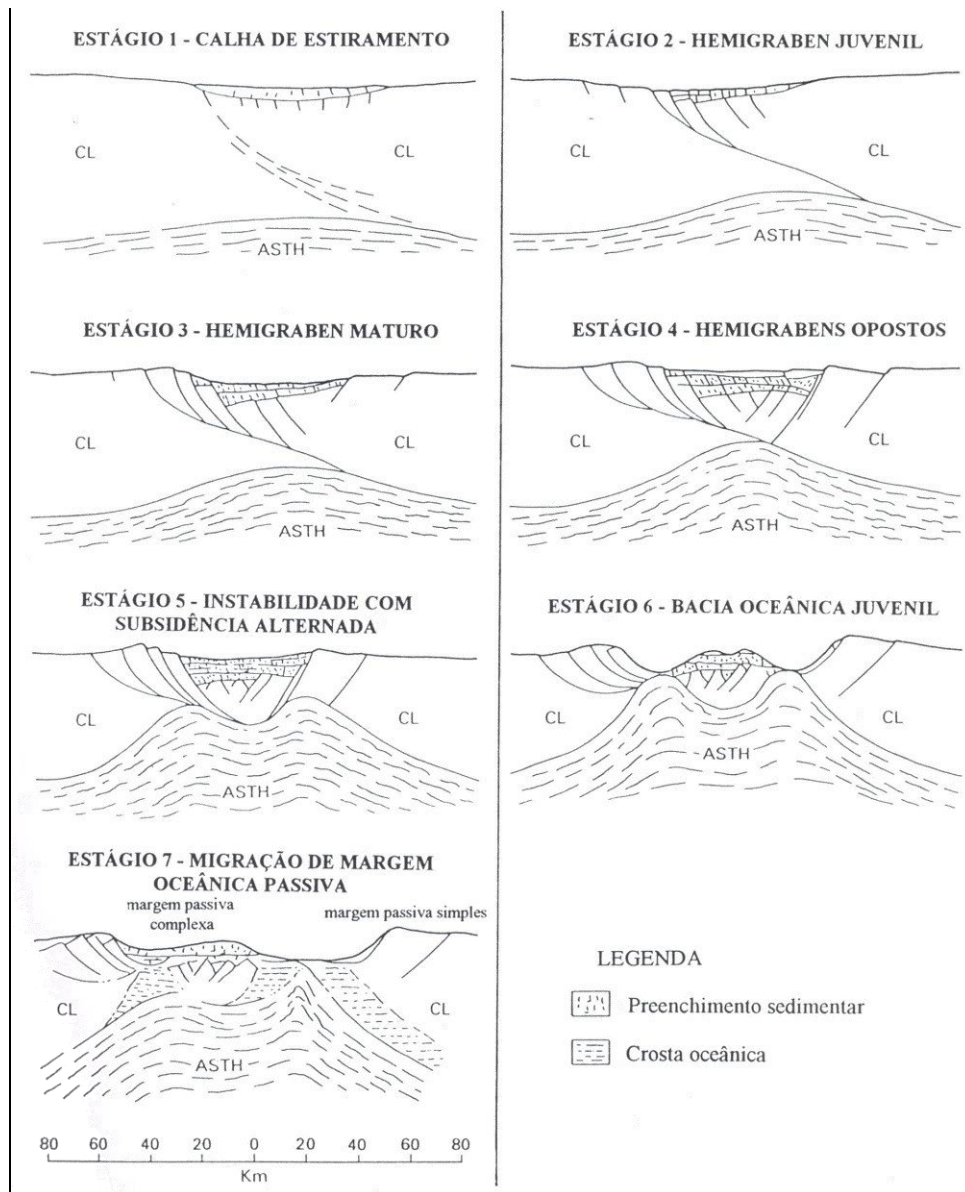 ESTÁGIO 1 - CALHA DE ESTIRAMENTO
CL
CL
ASTH
ESTÁGIO 2 - HEMIGRABEN JUVENIL
CL
CL
ASTH
ESTÁGIO 3 - HEMIGRABEN MATURO
CL
CL
ASTH
ESTÁGIO 4 - HEMIGRABENS OPOSTOS
CL
CL
ASTH
ESTÁGIO 5 - INSTABILIDADE COM
SUBSIDÊNCIA ALTERNADA
CL
CL
ASTH
ESTÁGIO 6 - BACIA OCEÂNICA JUVENIL
CL
CL
ASTH
ESTÁGIO 7 - MIGRAÇÃO DE MARGEM
OCEÂNICA PASSIVA
margem passiva
complexa
margem passiva simples
CL
CL
ASTH
80 60 40 20 0 20 40 60 80
Km
LEGENDA
Preenchimento sedimentar
Crosta oceânica